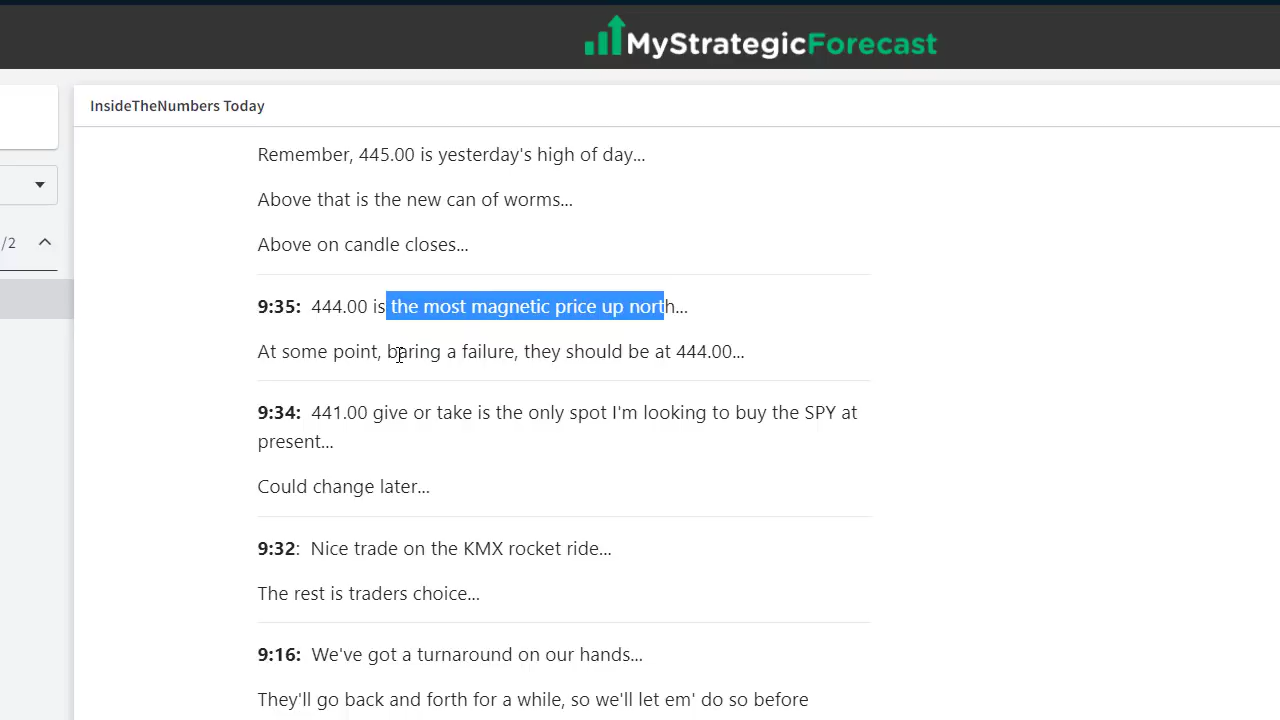 MyStrategicForecast
InsideTheNumbers Today
Remember, 445.00 is yesterday's high of day...
Above that is the new can of worms...
/2
Above on candle closes...
9:35: 444.00 is the most magnetic price up north...
At some point, baring a failure, they should be at 444.00...
9:34: 441.00 give or take is the only spot I'm looking to buy the SPY at
present...
Could change later...
9:32: Nice trade on the KMX rocket ride...
The rest is traders choice...
9:16: We've got a turnaround on our hands...
They'll go back and forth for a while, so we'll let em' do so before